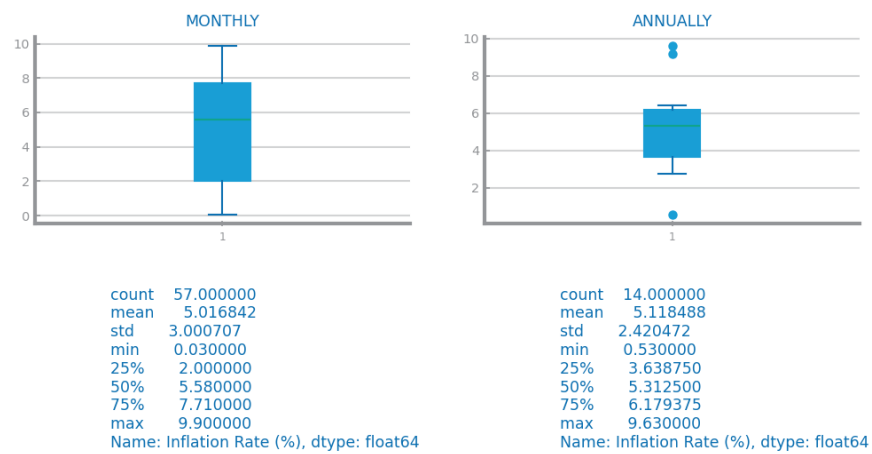 MONTHLY
10
8
6
4
2
0
1
count 57.000000
mean 5.016842
std 3.000707
min 0.030000
25% 2.000000
50% 5.580000
75% 7.710000
max 9.900000
Name: Inflation Rate (%), dtype: float64
ANNUALLY
10
8
6
4
2
1
count 14.000000
mean 5.118488
std 2.420472
min 0.530000
25% 3.638750
50% 5.312500
75% 6.179375
max 9.630000
Name: Inflation Rate (%), dtype: float64